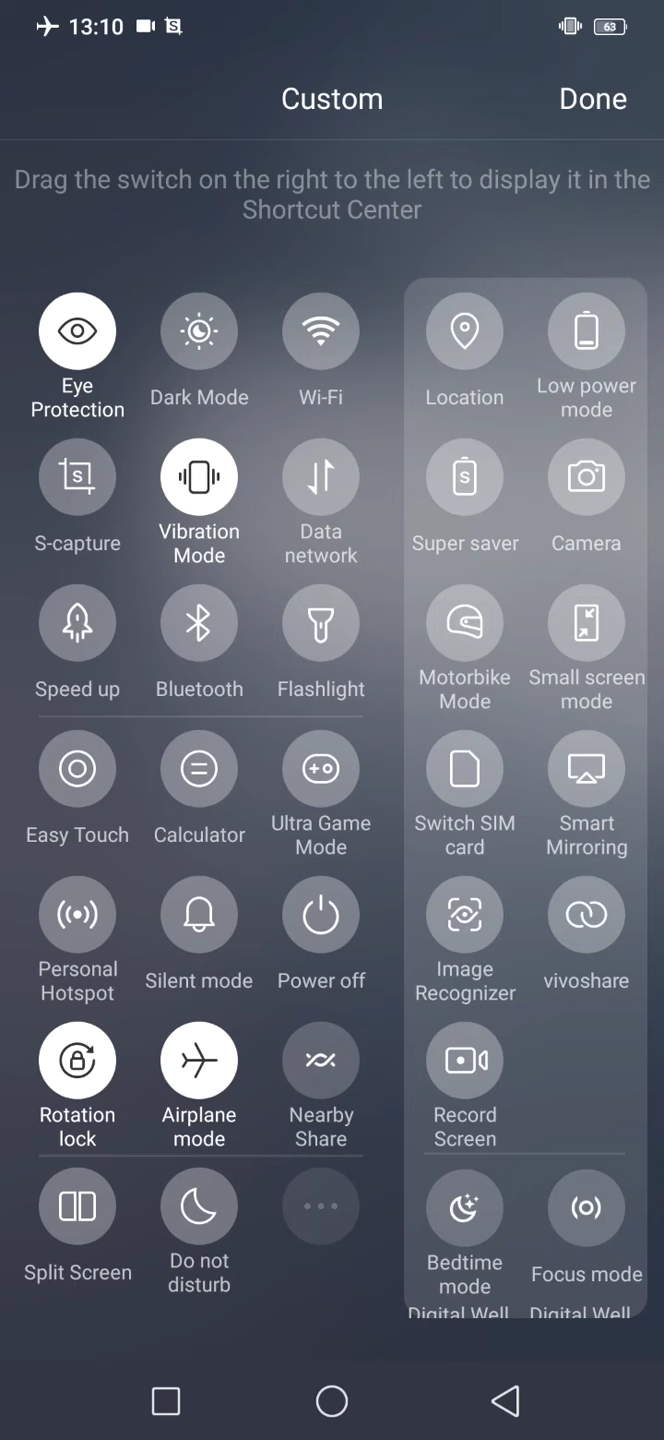 13:10
S
63
Custom
Done
Drag the switch on the right to the left to display it in the
Shortcut Center
Eye
Protection
Dark Mode
Wi-Fi
Location
Low power
mode
S
S-capture
Vibration
Mode
Data
network
S
Super saver
Camera
Speed up
Bluetooth
Flashlight
Motorbike
Mode
Small screen
mode
Easy Touch
Calculator
Ultra Game
Mode
Switch SIM
card
Smart
Mirroring
Personal
Hotspot
Silent mode
Power off
Image
Recognizer
vivoshare
Rotation
lock
Airplane
mode
Nearby
Share
Record
Screen
Split Screen
Do not
disturb
Bedtime
mode
Focus mode
Digital Well
Digital Well